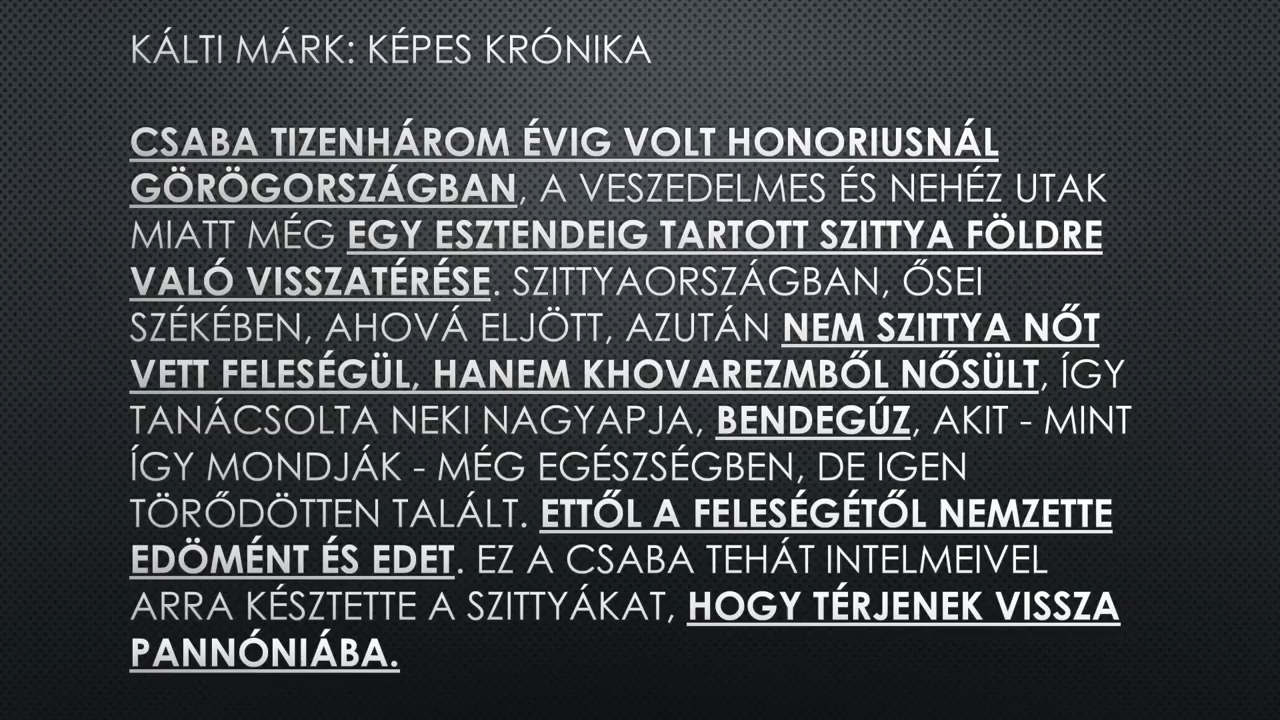 KÁLTI MÁRK: KÉPES KRÓNIKA
CSABA TIZENHÁROM ÉVIG VOLT HONORIUSNÁL
GÖRÖGORSZÁGBAN, A VESZEDELMES ÉS NEHÉZ UTAK
MIATT MÉG EGY ESZTENDEIG TARTOTT SZITTYA FÖLDRE
VALÓ VISSZATÉRÉSE. SZITTYAORSZÁGBAN, ŐSEI
SZÉKÉBEN, AHOVÁ ELJÖTT, AZUTÁN NEM SZITTYA NŐT
VETT FELESÉGÜL, HANEM KHOVAREZMBŐL NŐSÜLT, ÍGY
TANÁCSOLTA NEKI NAGYAPJA, BENDEGÚZ, AKIT - MINT
ÍGY MONDJÁK - MÉG EGÉSZSÉGBEN, DE IGEN
TÖRŐDÖTTEN TALÁLT. ETTŐL A FELESÉGÉTŐL NEMZETTE
EDÖMÉNT ÉS EDET. EZ A CSABA TEHÁT INTELMEIVEL
ARRA KÉSZTETTE A SZITTYÁKAT, HOGY TÉRJENEK VISSZA
PANNÓNIÁBA.